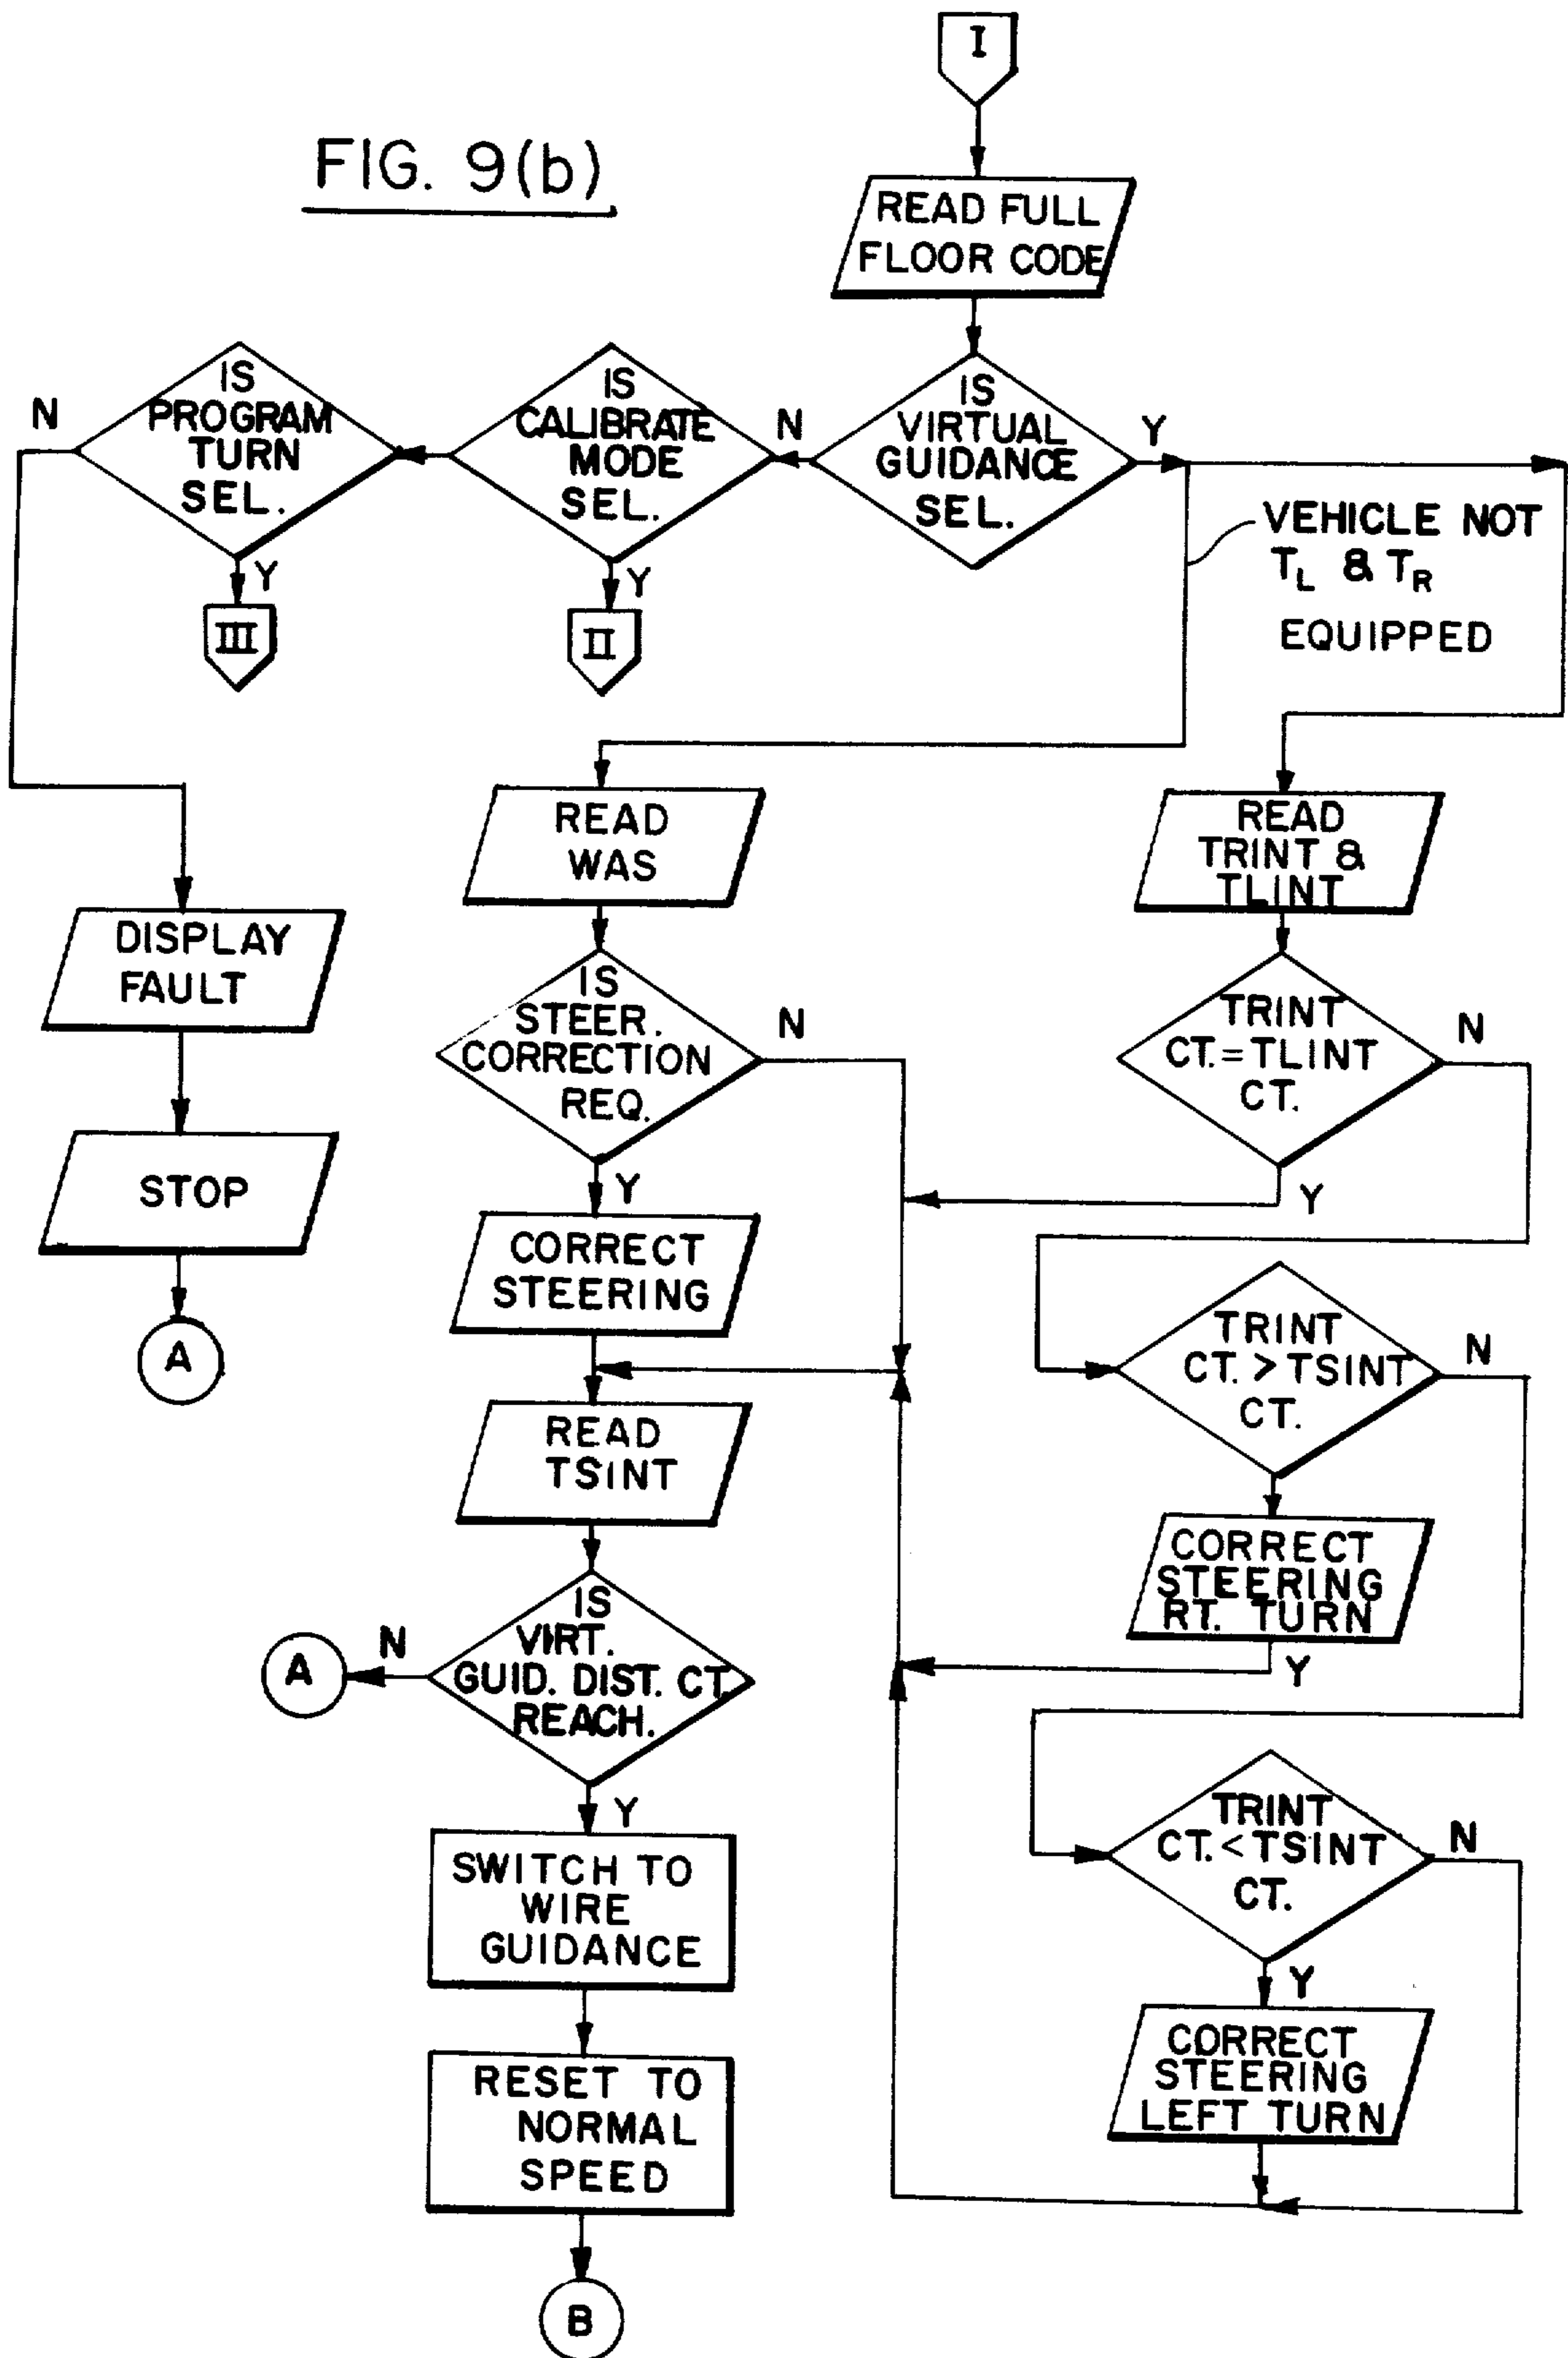 I
FIG. 9(b)
READ FULL
FLOOR CODE
IS
PROGRAM
TURN
SEL.
N
Y
III
IS
CALIBRATE
MODE
SEL.
Y
II
N
IS
VIRTUAL
GUIDANCE
SEL.
Y
VEHICLE NOT
TL & TR
EQUIPPED
DISPLAY
FAULT
STOP
A
READ
WAS
IS
STEER.
CORRECTION
REQ.
N
Y
CORRECT
STEERING
READ
TSINT
IS
VIRT.
GUID. DIST. CT.
REACH.
N
A
Y
SWITCH TO
WIRE
GUIDANCE
RESET TO
NORMAL
SPEED
B
READ
TRINT &
TLINT
TRINT
CT. = TLINT
CT.
N
Y
TRINT
CT. > TSINT
CT.
N
CORRECT
STEERING
RT. TURN
Y
TRINT
CT. < TSINT
CT.
N
Y
CORRECT
STEERING
LEFT TURN